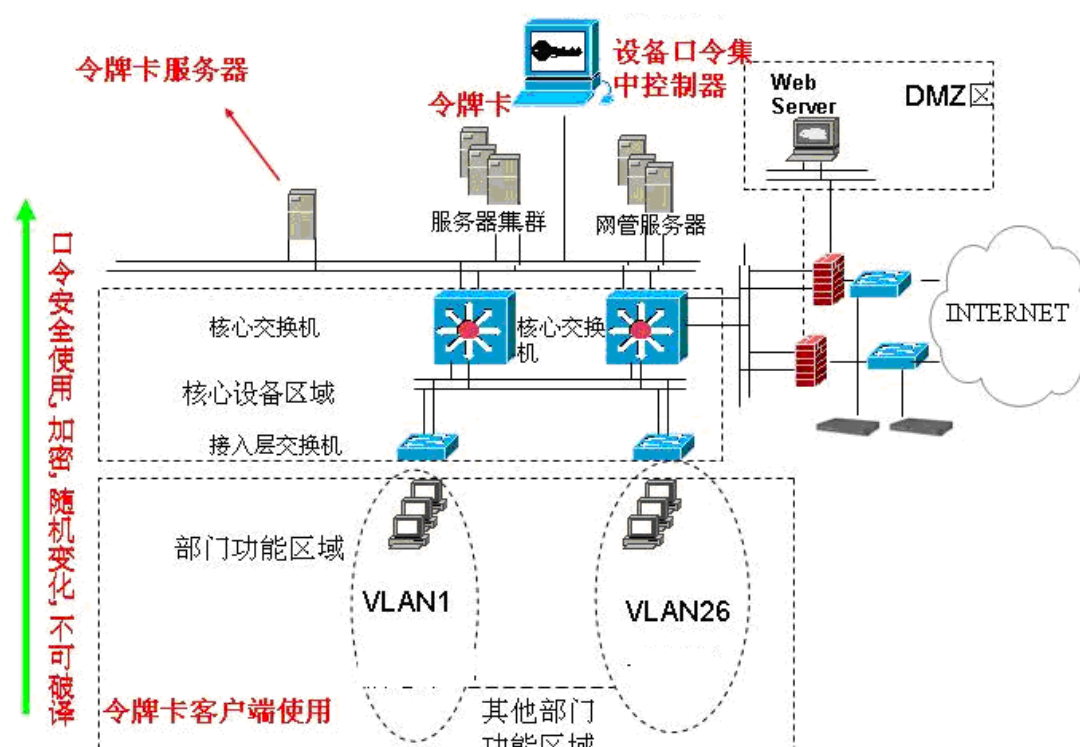 设备口令集
中控制器
令牌卡服务器
令牌卡
Web
Server
DMZ区
服务器集群
网管服务器
核心交换机
核心交换
机
INTERNET
核心设备区域
接入层交换机
口令安全使用,加密,随机变化,不可破译
部门功能区域
VLAN1
VLAN26
令牌卡客户端使用
其他部门
功能区域